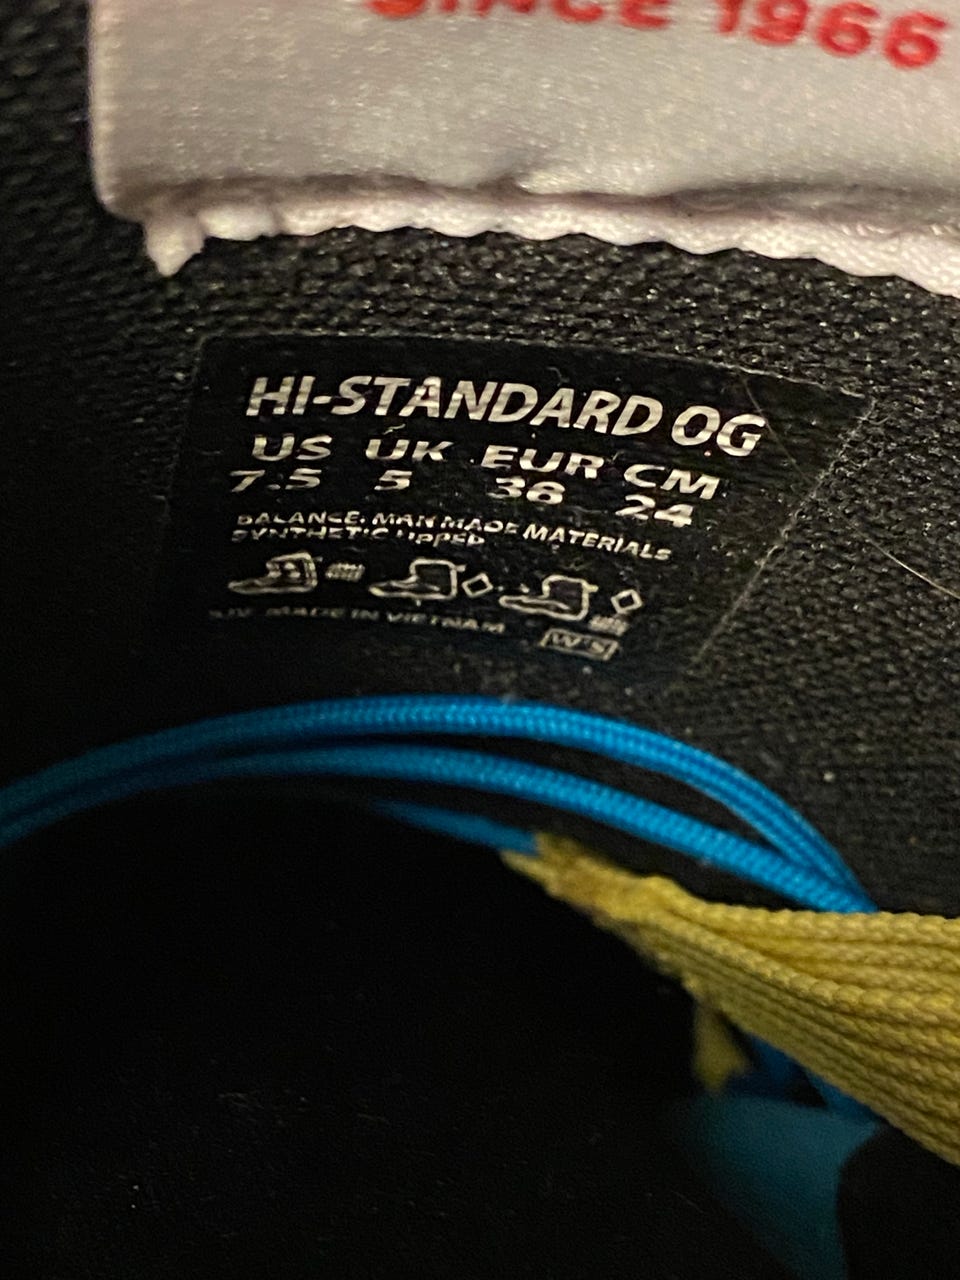 SINCE 1966
HI-STANDARD OG
US UK EUR CM
7.5 5 38 24
BALANCE: MAN MADE MATERIALS
SYNTHETIC UPPER
MADE IN VIETNAM
W'S